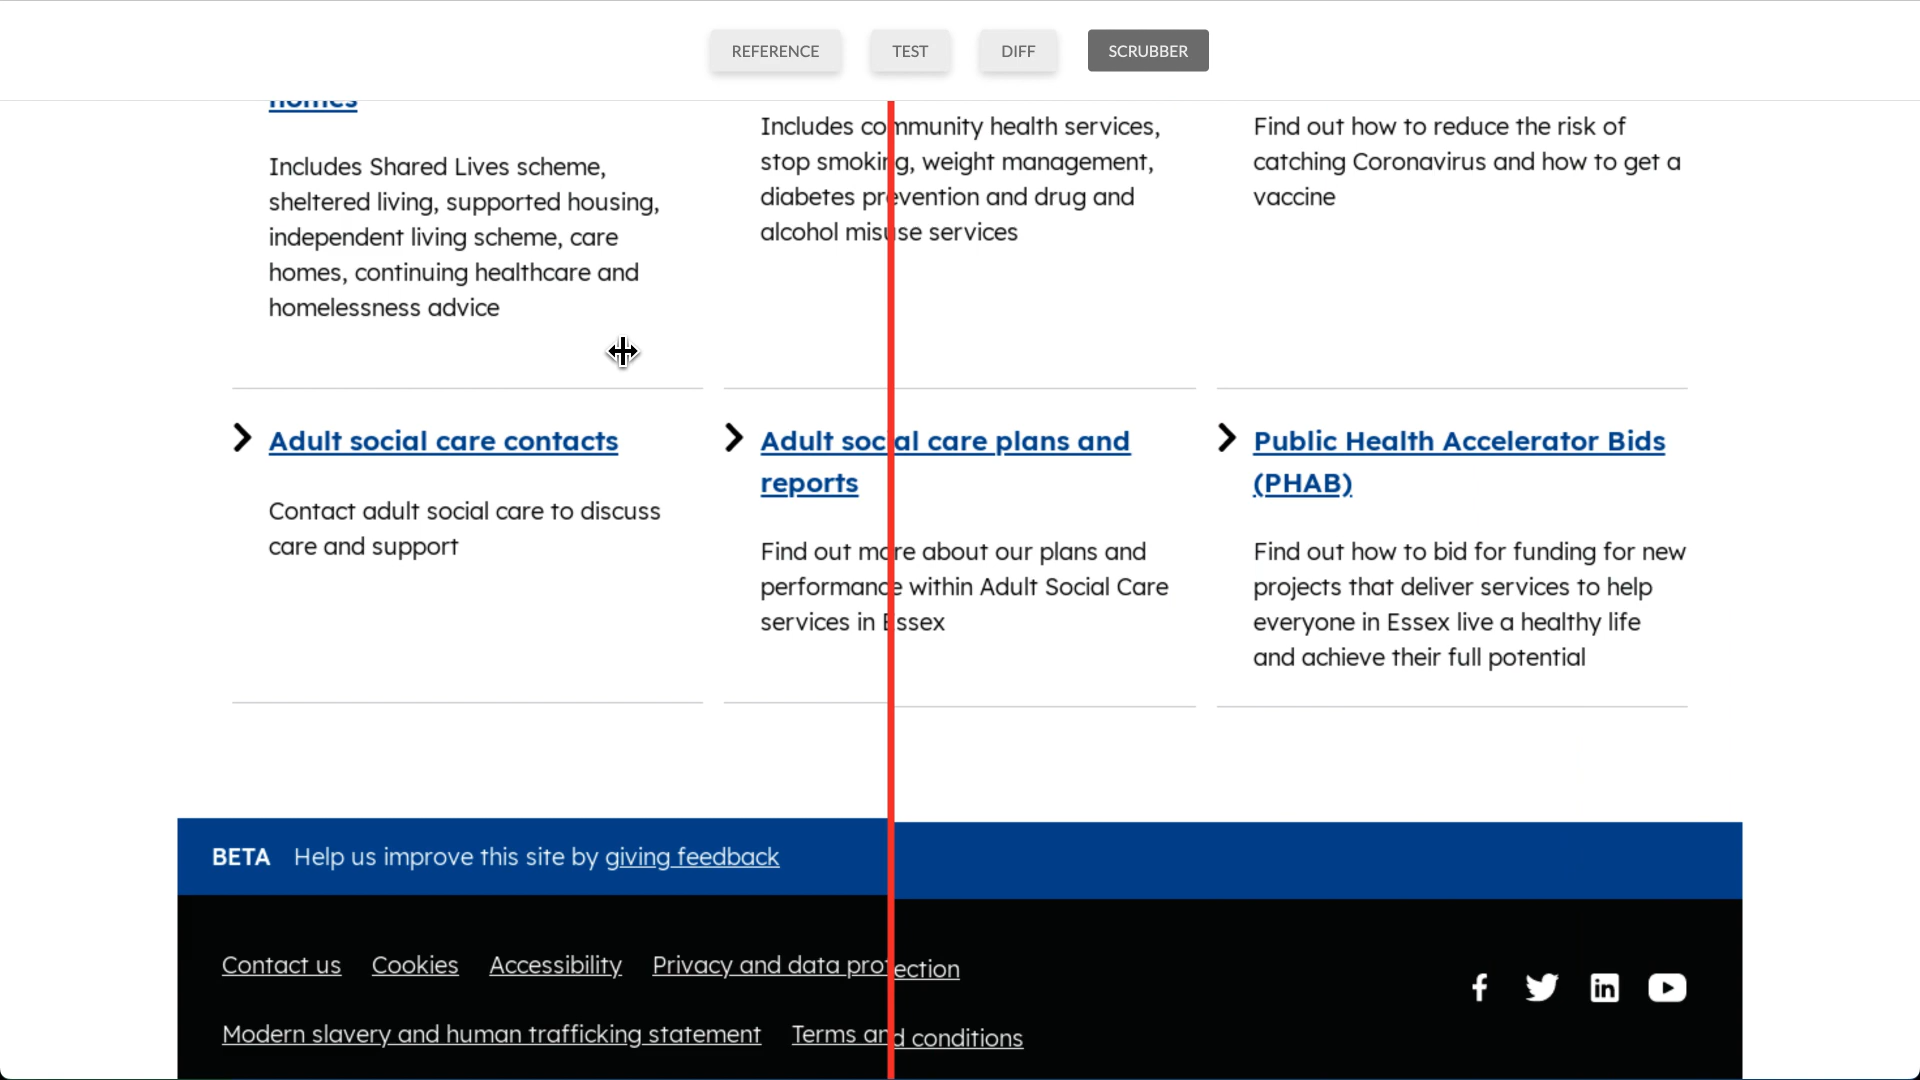 REFERENCE TEST DIFF SCRUBBER
homes
Includes Shared Lives scheme,
sheltered living, supported housing,
independent living scheme, care
homes, continuing healthcare and
homelessness advice
Includes community health services,
stop smoking, weight management,
diabetes prevention and drug and
alcohol misuse services
Find out how to reduce the risk of
catching Coronavirus and how to get a
vaccine
Adult social care contacts
Contact adult social care to discuss
care and support
Adult social care plans and
reports
Find out more about our plans and
performance within Adult Social Care
services in Essex
Public Health Accelerator Bids
(PHAB)
Find out how to bid for funding for new
projects that deliver services to help
everyone in Essex live a healthy life
and achieve their full potential
BETA Help us improve this site by giving feedback
Contact us Cookies Accessibility Privacy and data protection
Modern slavery and human trafficking statement Terms and conditions